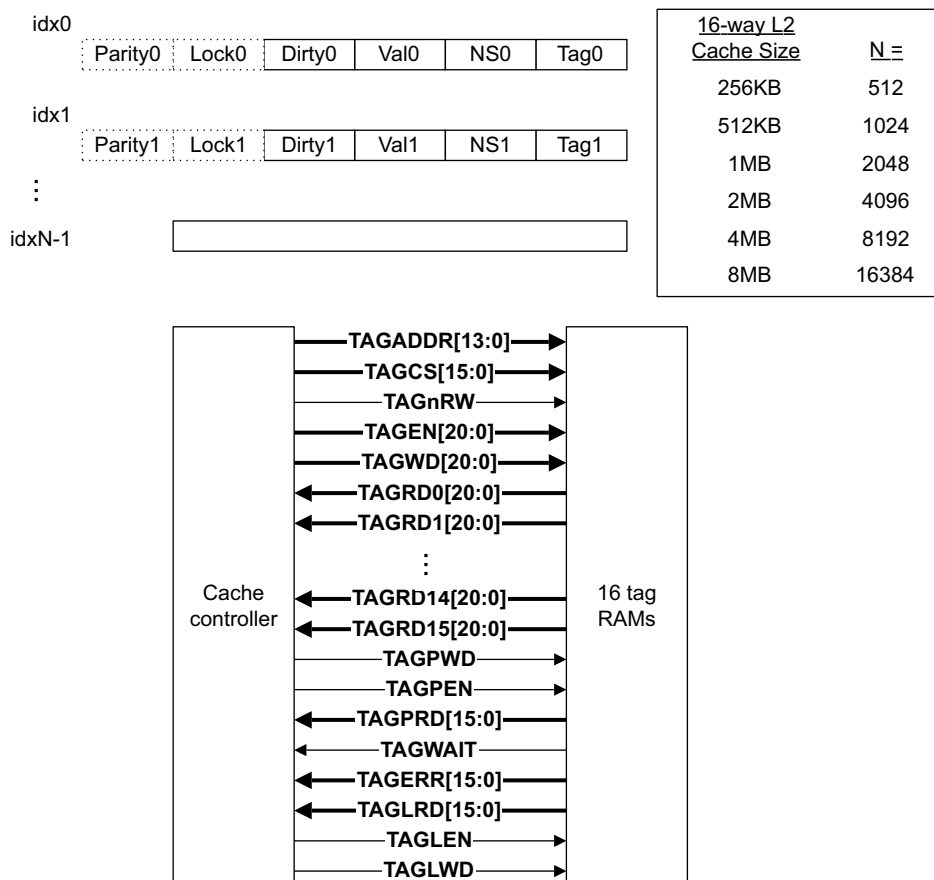 idx0
Parity0 Lock0 Dirty0 Val0 NS0 Tag0
idx1
Parity1 Lock1 Dirty1 Val1 NS1 Tag1
⋮
idxN-1
16-way L2
Cache Size N =
256KB 512
512KB 1024
1MB 2048
2MB 4096
4MB 8192
8MB 16384
Cache
controller
TAGADDR[13:0]
TAGCS[15:0]
TAGnRW
TAGEN[20:0]
TAGWD[20:0]
TAGRD0[20:0]
TAGRD1[20:0]
⋮
TAGRD14[20:0]
TAGRD15[20:0]
TAGPWD
TAGPEN
TAGPRD[15:0]
TAGWAIT
TAGERR[15:0]
TAGLRD[15:0]
TAGLEN
TAGLWD
16 tag
RAMs